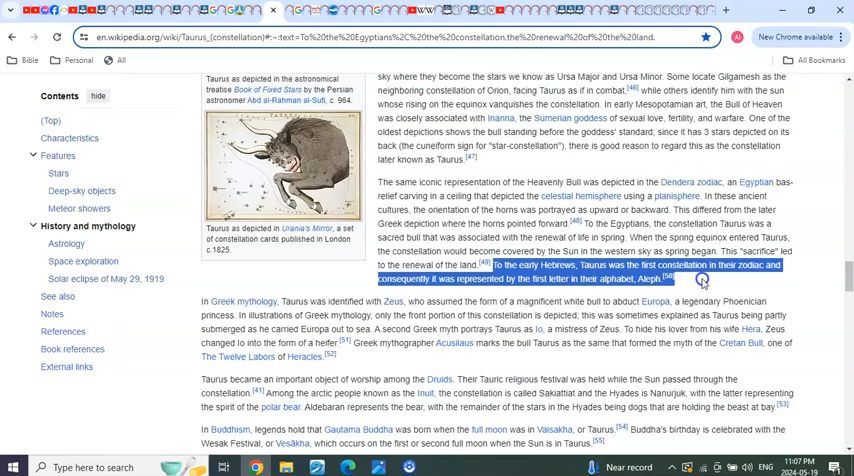 en.wikipedia.org/wiki/Taurus_(constellation)#:~:text=To%20the%20Egyptians%2C%20the%20constellation,the%20renewal%20of%20the%20land.
New Chrome available
Bible
Personal
All
All Bookmarks
Contents
hide
(Top)
Characteristics
Features
Stars
Deep-sky objects
Meteor showers
History and mythology
Astrology
Space exploration
Solar eclipse of May 29, 1919
See also
Notes
References
Book references
External links
Taurus as depicted in the astronomical
treatise Book of Fixed Stars by the Persian
astronomer Abd al-Rahman al-Sufi, c. 964.
Taurus as depicted in Urania's Mirror, a set
of constellation cards published in London
c.1825.
sky where they become the stars we know as Ursa Major and Ursa Minor. Some locate Gilgamesh as the
neighboring constellation of Orion, facing Taurus as if in combat,[46] while others identify him with the sun
whose rising on the equinox vanquishes the constellation. In early Mesopotamian art, the Bull of Heaven
was closely associated with Inanna, the Sumerian goddess of sexual love, fertility, and warfare. One of the
oldest depictions shows the bull standing before the goddess' standard; since it has 3 stars depicted on its
back (the cuneiform sign for "star-constellation"), there is good reason to regard this as the constellation
later known as Taurus.[47]
The same iconic representation of the Heavenly Bull was depicted in the Dendera zodiac, an Egyptian bas-
relief carving in a ceiling that depicted the celestial hemisphere using a planisphere. In these ancient
cultures, the orientation of the horns was portrayed as upward or backward. This differed from the later
Greek depiction where the horns pointed forward.[48] To the Egyptians, the constellation Taurus was a
sacred bull that was associated with the renewal of life in spring. When the spring equinox entered Taurus,
the constellation would become covered by the Sun in the western sky as spring began. This "sacrifice" led
to the renewal of the land.[49] To the early Hebrews, Taurus was the first constellation in their zodiac and
consequently it was represented by the first letter in their alphabet, Aleph.[50]
In Greek mythology, Taurus was identified with Zeus, who assumed the form of a magnificent white bull to abduct Europa, a legendary Phoenician
princess. In illustrations of Greek mythology, only the front portion of this constellation is depicted; this was sometimes explained as Taurus being partly
submerged as he carried Europa out to sea. A second Greek myth portrays Taurus as Io, a mistress of Zeus. To hide his lover from his wife Hera, Zeus
changed Io into the form of a heifer.[51] Greek mythographer Acusilaus marks the bull Taurus as the same that formed the myth of the Cretan Bull, one of
The Twelve Labors of Heracles.[52]
Taurus became an important object of worship among the Druids. Their Tauric religious festival was held while the Sun passed through the
constellation.[41] Among the arctic people known as the Inuit, the constellation is called Sakiattiat and the Hyades is Nanurjuk, with the latter representing
the spirit of the polar bear. Aldebaran represents the bear, with the remainder of the stars in the Hyades being dogs that are holding the beast at bay.[53]
In Buddhism, legends hold that Gautama Buddha was born when the full moon was in Vaisakha, or Taurus.[54] Buddha's birthday is celebrated with the
Wesak Festival, or Vesākha, which occurs on the first or second full moon when the Sun is in Taurus.[55]
Type here to search
Near record
ENG
11:07 PM
2024-05-19